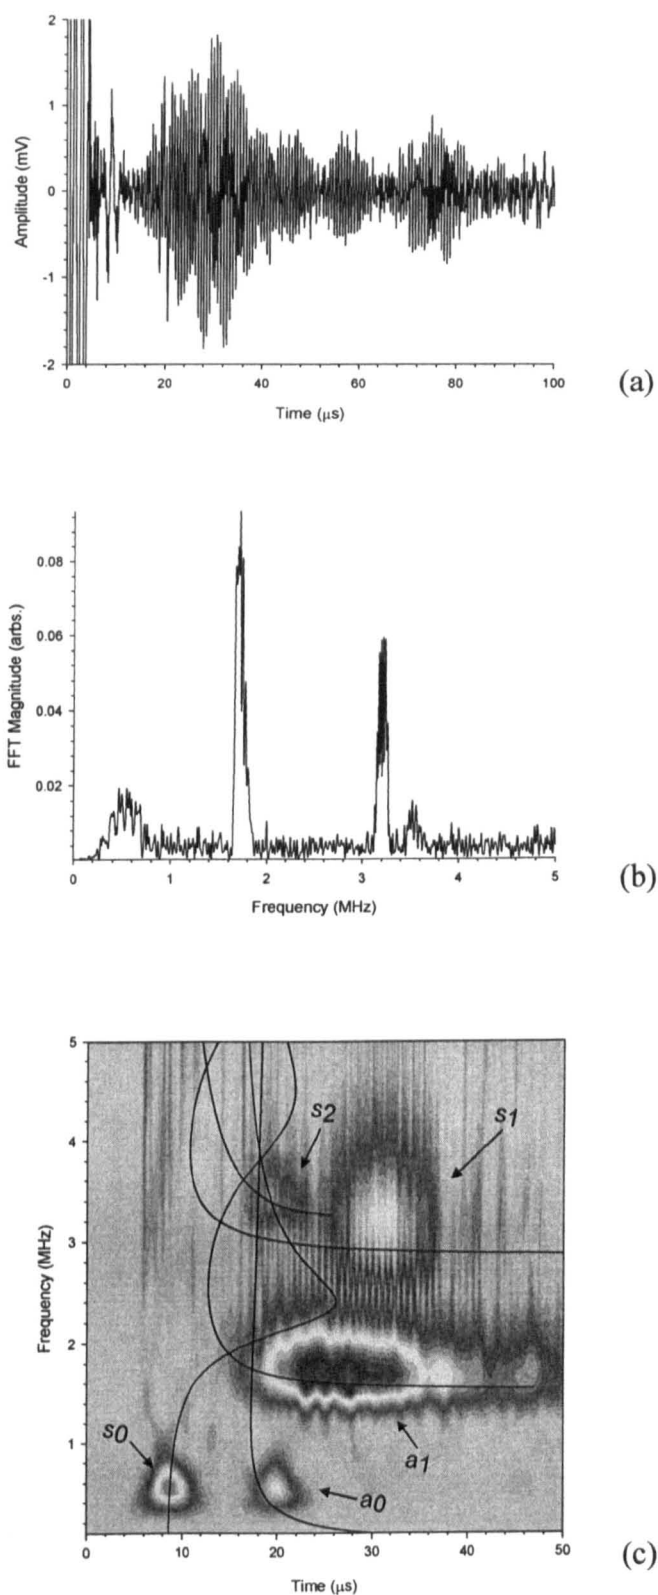 2
1
0
-1
-2
Amplitude (mV)
0 20 40 60 80 100
Time (μs)
(a)
0.08
0.06
0.04
0.02
FFT Magnitude (arbs.)
0 1 2 3 4 5
Frequency (MHz)
(b)
5
4
3
2
1
Frequency (MHz)
s2
s1
s0
a1
a0
0 10 20 30 40 50
Time (μs)
(c)